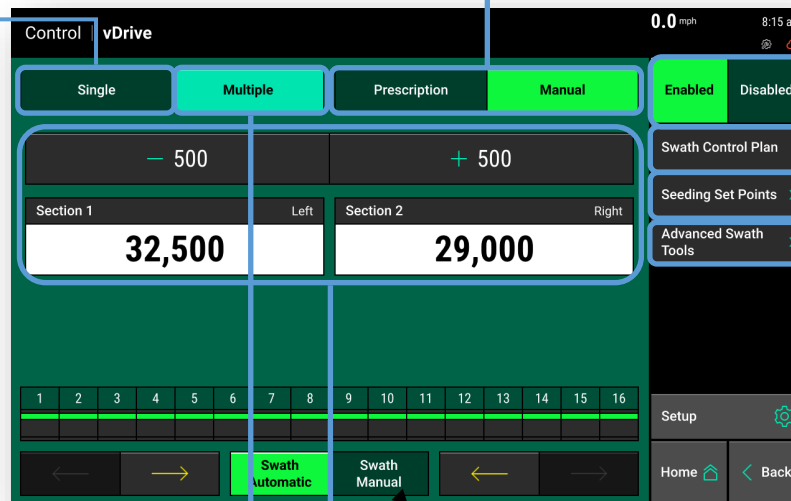 Control | vDrive
0.0 mph
8:15 a
Single Multiple Prescription Manual
Enabled Disabled
− 500 + 500
Swath Control Plan
Section 1 Left Section 2 Right
Seeding Set Points
32,500 29,000
Advanced Swath
Tools
1 2 3 4 5 6 7 8 9 10 11 12 13 14 15 16
Setup
Swath
Automatic
Swath
Manual
Home
Back